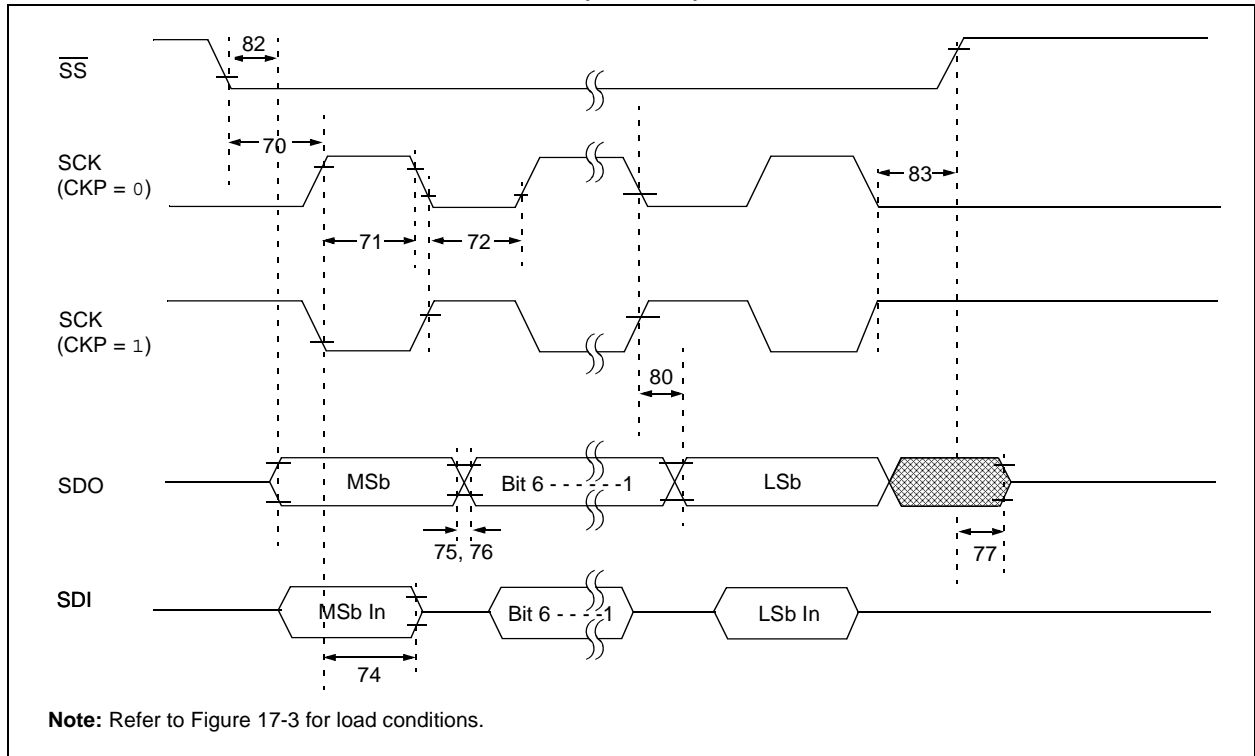 82
SS
70
SCK
(CKP = 0)
83
71
72
SCK
(CKP = 1)
80
SDO
MSb
Bit 6 - - - - - -1
LSb
75, 76
77
SDI
MSb In
Bit 6 - - - -1
LSb In
74
Note: Refer to Figure 17-3 for load conditions.